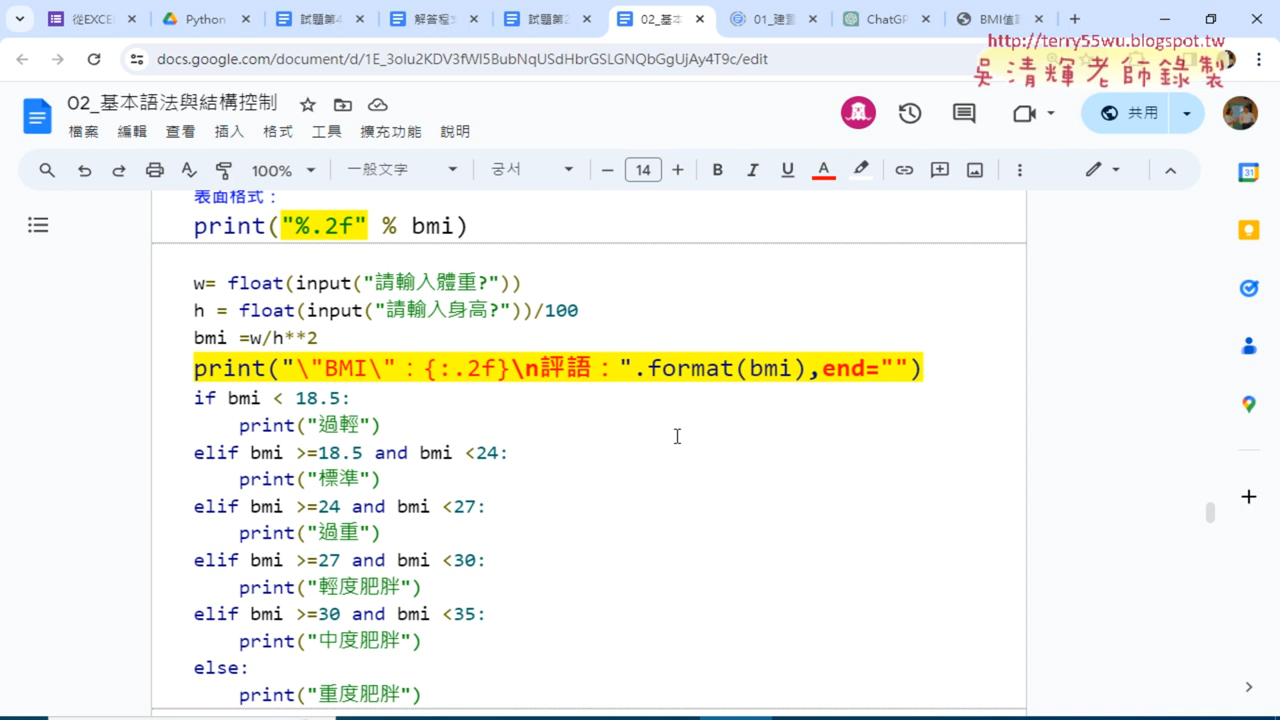 從EXCE
Python
試題第4
解答程式
試題第2
02_基本
01_建置
ChatGP
BMI值
http://terry55wu.blogspot.tw
docs.google.com/document/d/1E_3olu2KDV3fWl5BubNqUSdHbrGSLGNQbGgUjAy4T9c/edit
吳清輝老師錄製
02_基本語法與結構控制
共用
檔案 編輯 查看 插入 格式 工具 擴充功能 說明
100% 一般文字 궁서 14 B I U A
表面格式：
print("%.2f" % bmi)
w= float(input("請輸入體重?"))
h = float(input("請輸入身高?"))/100
bmi =w/h**2
print("\"BMI\"：{:.2f}\n評語：".format(bmi),end="")
if bmi < 18.5:
print("過輕")
elif bmi >=18.5 and bmi <24:
print("標準")
elif bmi >=24 and bmi <27:
print("過重")
elif bmi >=27 and bmi <30:
print("輕度肥胖")
elif bmi >=30 and bmi <35:
print("中度肥胖")
else:
print("重度肥胖")